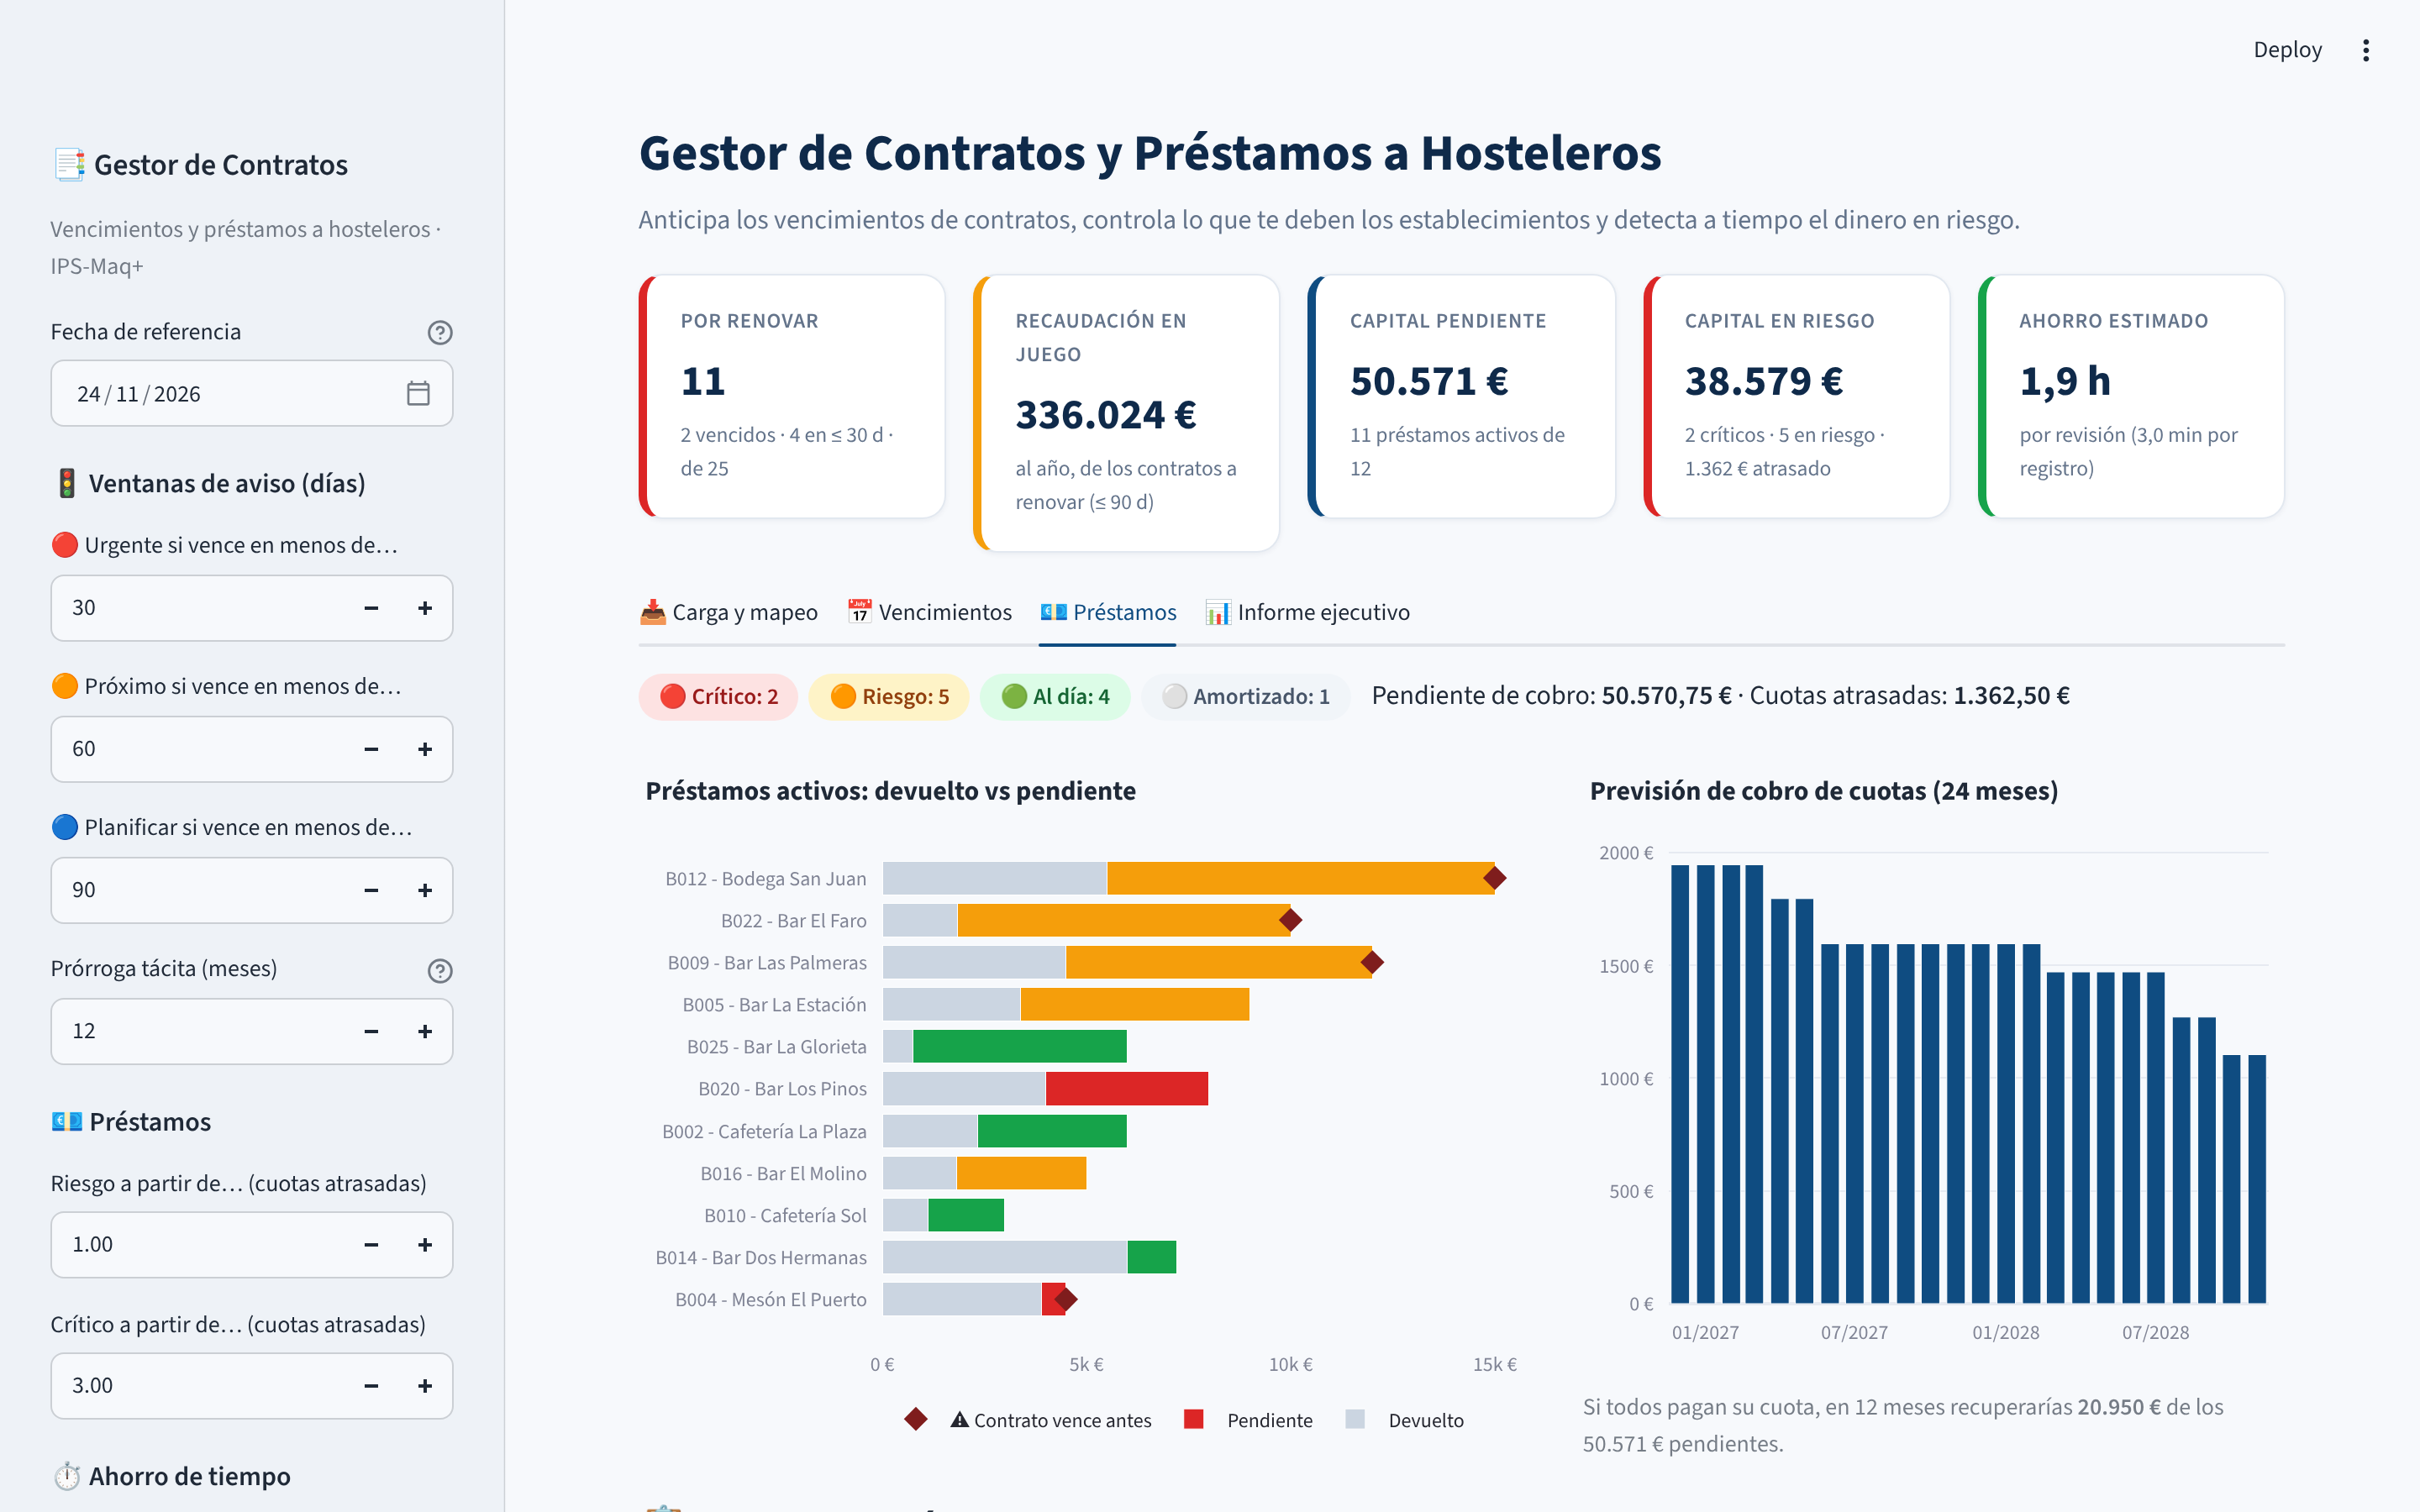 Deploy
Gestor de Contratos
Vencimientos y préstamos a hosteleros ·
IPS-Maq+
Fecha de referencia
24 / 11 / 2026
Ventanas de aviso (días)
Urgente si vence en menos de…
30
Próximo si vence en menos de…
60
Planificar si vence en menos de…
90
Prórroga tácita (meses)
12
Préstamos
Riesgo a partir de… (cuotas atrasadas)
1.00
Crítico a partir de… (cuotas atrasadas)
3.00
Ahorro de tiempo
Gestor de Contratos y Préstamos a Hosteleros
Anticipa los vencimientos de contratos, controla lo que te deben los establecimientos y detecta a tiempo el dinero en riesgo.
POR RENOVAR
11
2 vencidos · 4 en ≤ 30 d ·
de 25
RECAUDACIÓN EN
JUEGO
336.024 €
al año, de los contratos a
renovar (≤ 90 d)
CAPITAL PENDIENTE
50.571 €
11 préstamos activos de
12
CAPITAL EN RIESGO
38.579 €
2 críticos · 5 en riesgo ·
1.362 € atrasado
AHORRO ESTIMADO
1,9 h
por revisión (3,0 min por
registro)
Carga y mapeo
Vencimientos
Préstamos
Informe ejecutivo
Crítico: 2
Riesgo: 5
Al día: 4
Amortizado: 1
Pendiente de cobro: 50.570,75 € · Cuotas atrasadas: 1.362,50 €
Préstamos activos: devuelto vs pendiente
B012 - Bodega San Juan
B022 - Bar El Faro
B009 - Bar Las Palmeras
B005 - Bar La Estación
B025 - Bar La Glorieta
B020 - Bar Los Pinos
B002 - Cafetería La Plaza
B016 - Bar El Molino
B010 - Cafetería Sol
B014 - Bar Dos Hermanas
B004 - Mesón El Puerto
0 €
5k €
10k €
15k €
⚠ Contrato vence antes
Pendiente
Devuelto
Previsión de cobro de cuotas (24 meses)
2000 €
1500 €
1000 €
500 €
0 €
01/2027
07/2027
01/2028
07/2028
Si todos pagan su cuota, en 12 meses recuperarías 20.950 € de los
50.571 € pendientes.